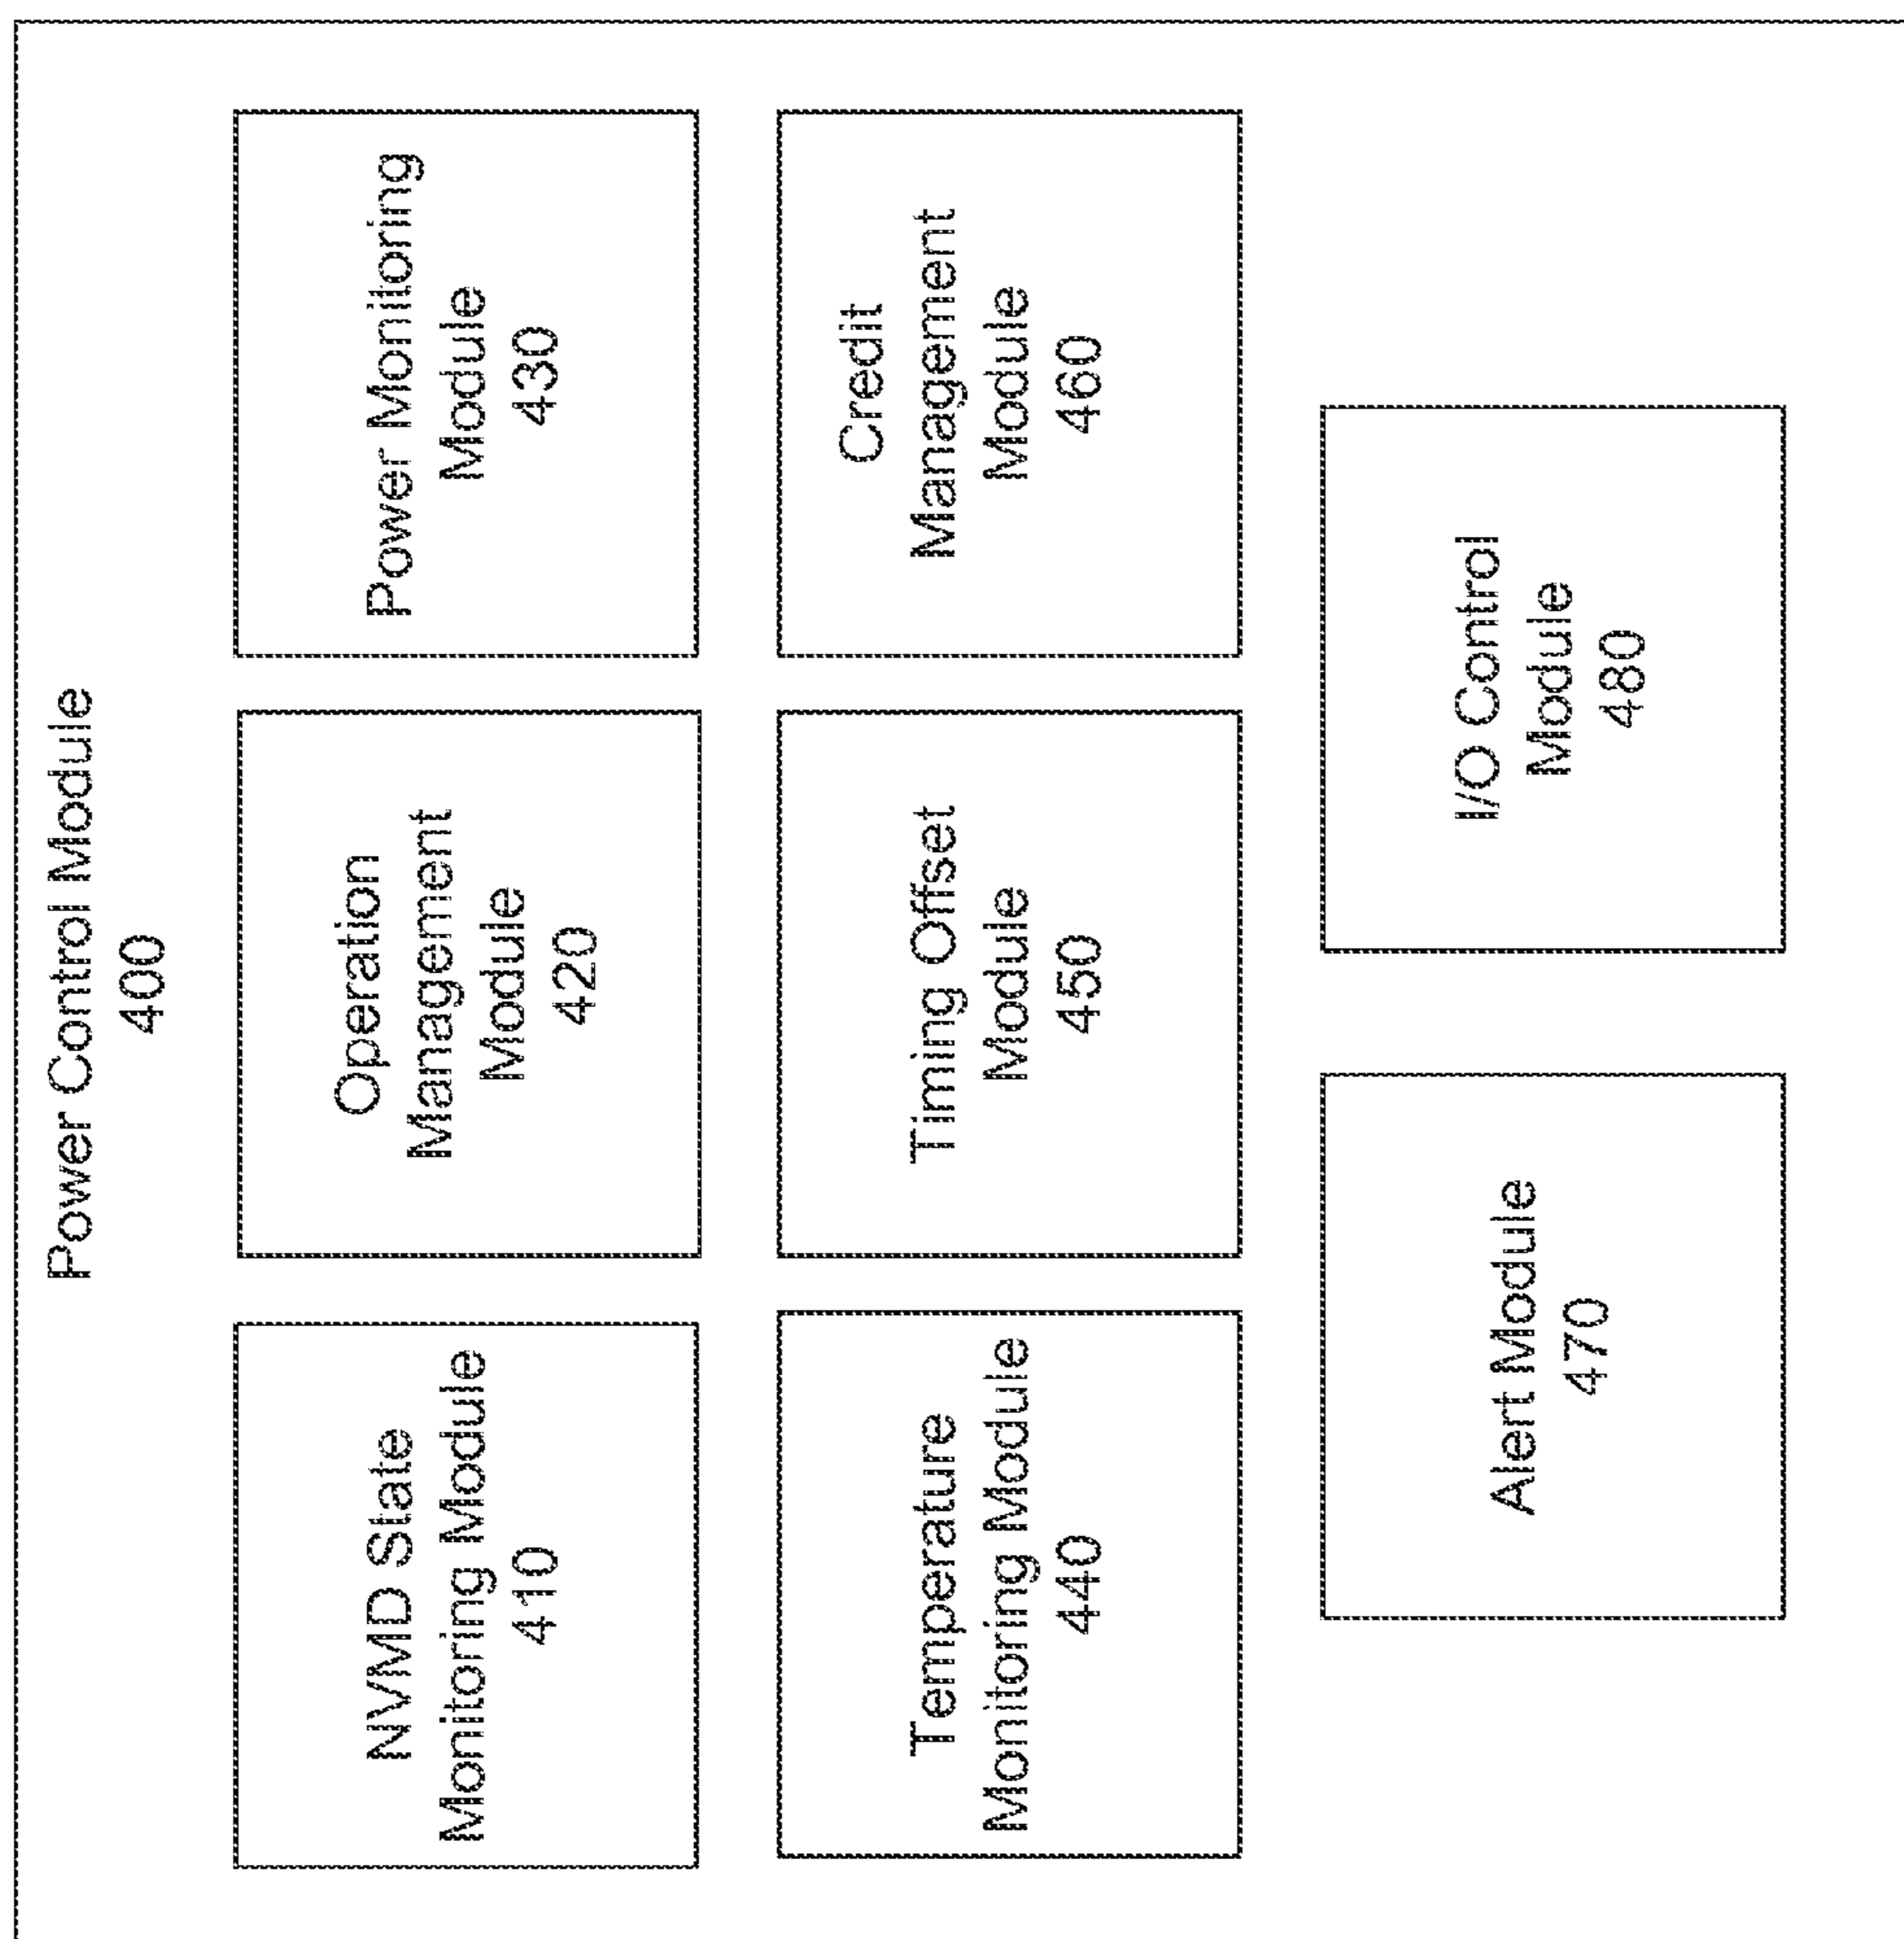 Power Control Module
400
NVMD State
Monitoring Module
410
Operation
Management
Module
420
Power Monitoring
Module
430
Temperature
Monitoring Module
440
Timing Offset
Module
450
Credit
Management
Module
460
Alert Module
470
I/O Control
Module
480